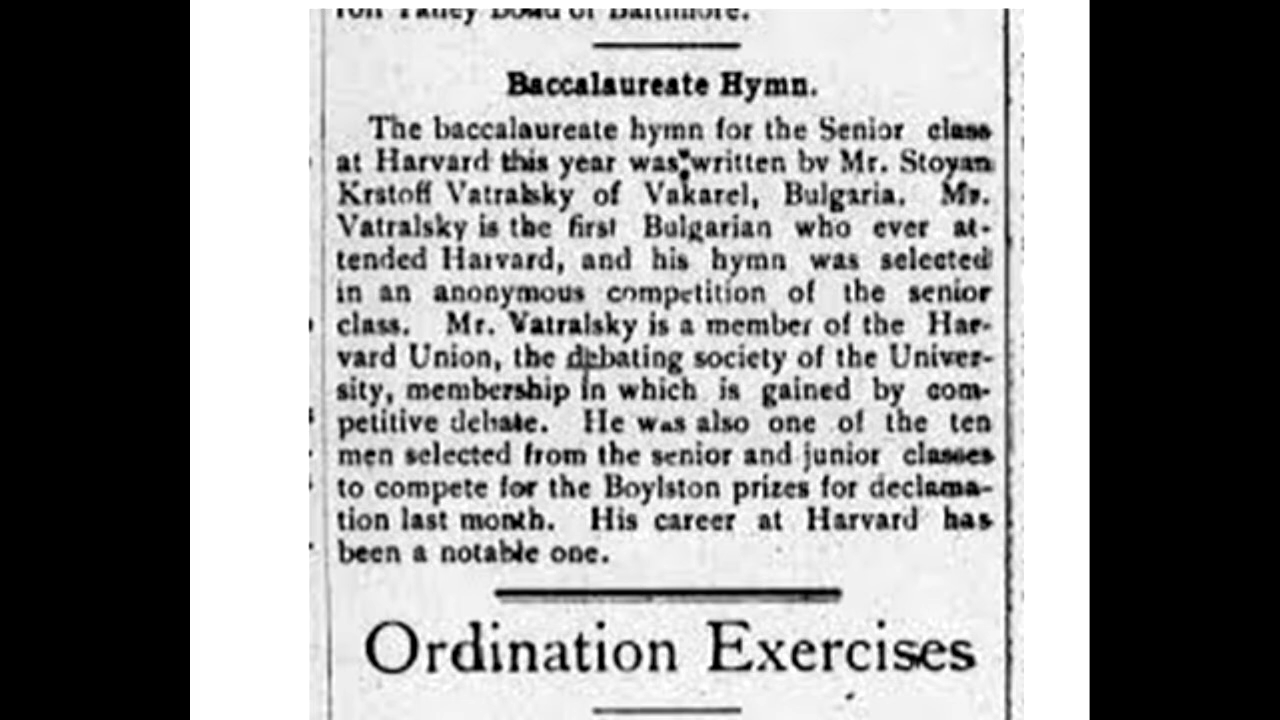 Board of Baltimore.
Baccalaureate Hymn.
The baccalaureate hymn for the Senior class
at Harvard this year was written by Mr. Stoyan
Krstoff Vatralsky of Vakarel, Bulgaria. Mr.
Vatralsky is the first Bulgarian who ever at-
tended Harvard, and his hymn was selected
in an anonymous competition of the senior
class. Mr. Vatralsky is a member of the Har-
vard Union, the debating society of the Univer-
sity, membership in which is gained by com-
petitive debate. He was also one of the ten
men selected from the senior and junior classes
to compete for the Boylston prizes for declama-
tion last month. His career at Harvard has
been a notable one.
Ordination Exercises